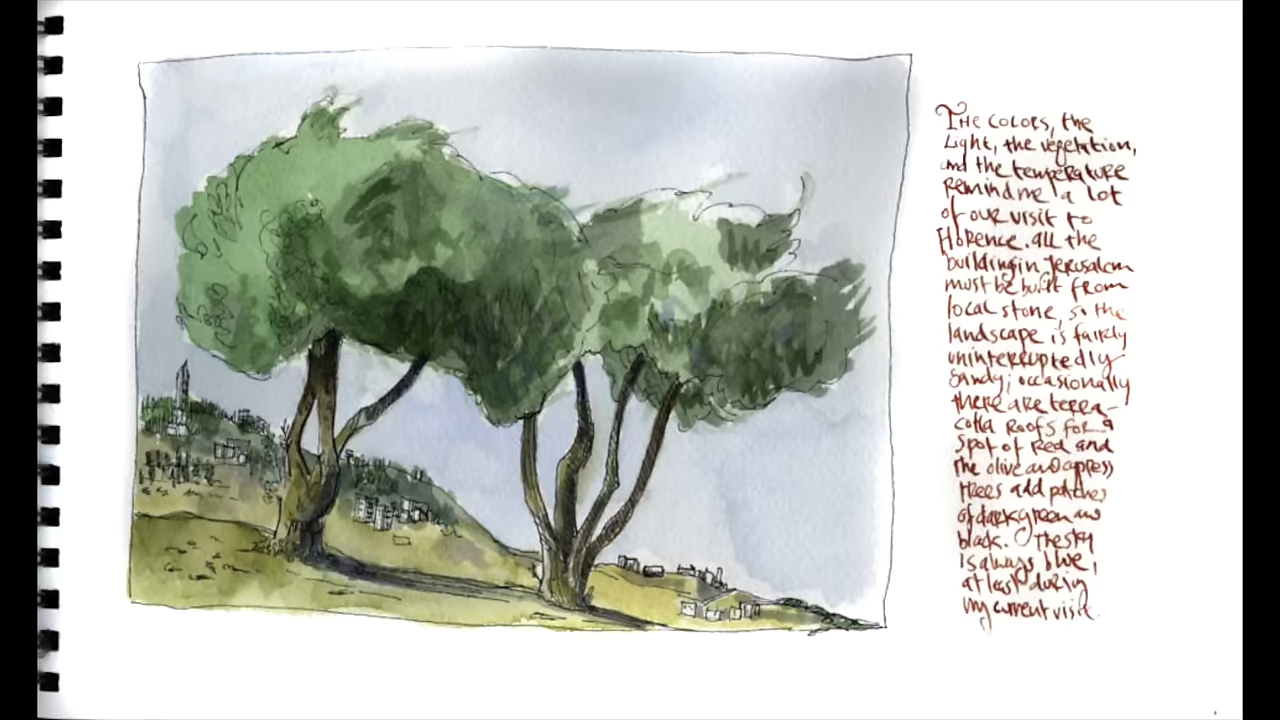 THE COLORS, the
Light, the vegetation,
and the temperature
Remind me a lot
of our visit to
Florence. all the
building in Jerusalem
must be built from
local stone, so the
landscape is fairly
uninterruptedly
sandy; occasionally
there are terra-
cotta roofs for a
spot of red and
the olive and cypress
trees add patches
of dark green and
black. The sky
is always blue,
at least during
my current visit.